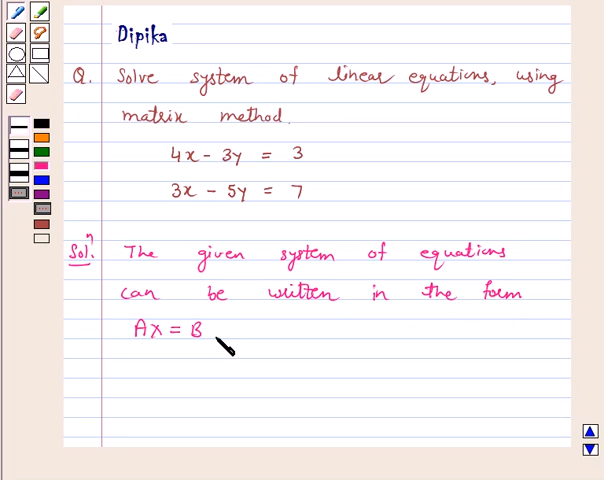 Dipika
Q. Solve system of linear equations, using
matrix method.
4x - 3y = 3
3x - 5y = 7
Solⁿ. The given system of equations
can be written in the form
AX = B